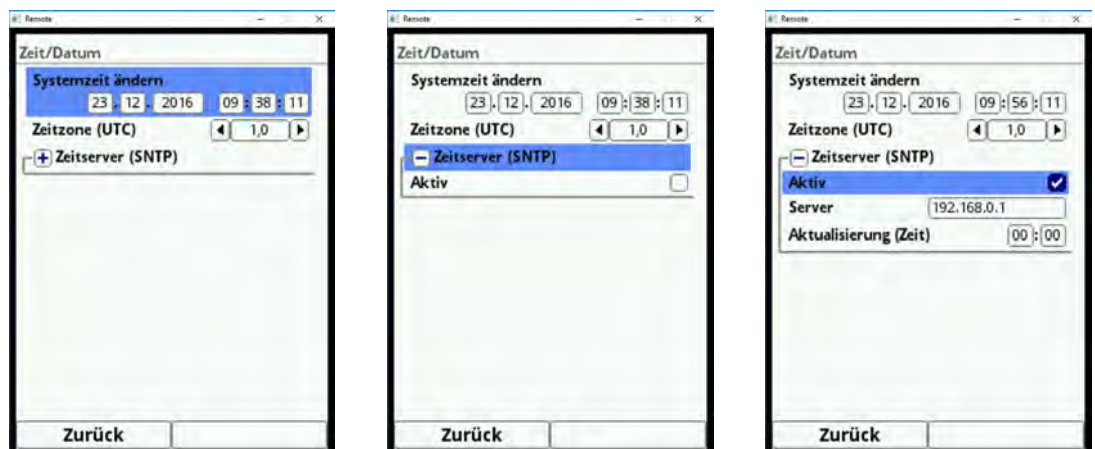 Remote
Zeit/Datum
Systemzeit ändern
23 . 12 . 2016 09 : 38 : 11
Zeitzone (UTC) 1,0
+ Zeitserver (SNTP)
Zurück
Remote
Zeit/Datum
Systemzeit ändern
23 . 12 . 2016 09 : 38 : 11
Zeitzone (UTC) 1,0
− Zeitserver (SNTP)
Aktiv
Zurück
Remote
Zeit/Datum
Systemzeit ändern
23 . 12 . 2016 09 : 56 : 11
Zeitzone (UTC) 1,0
− Zeitserver (SNTP)
Aktiv
Server 192.168.0.1
Aktualisierung (Zeit) 00 : 00
Zurück